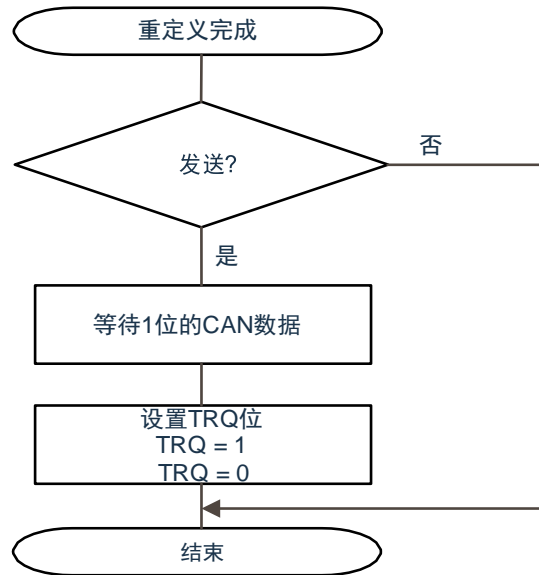 重定义完成
发送?
否
是
等待1位的CAN数据
设置TRQ位
TRQ = 1
TRQ = 0
结束